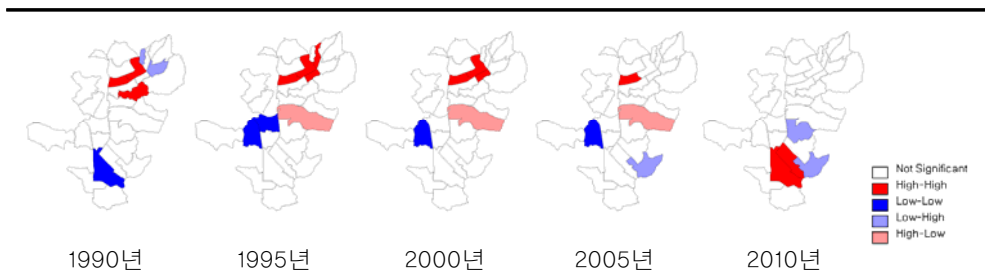 Not Significant
High-High
Low-Low
Low-High
High-Low
1990년 1995년 2000년 2005년 2010년